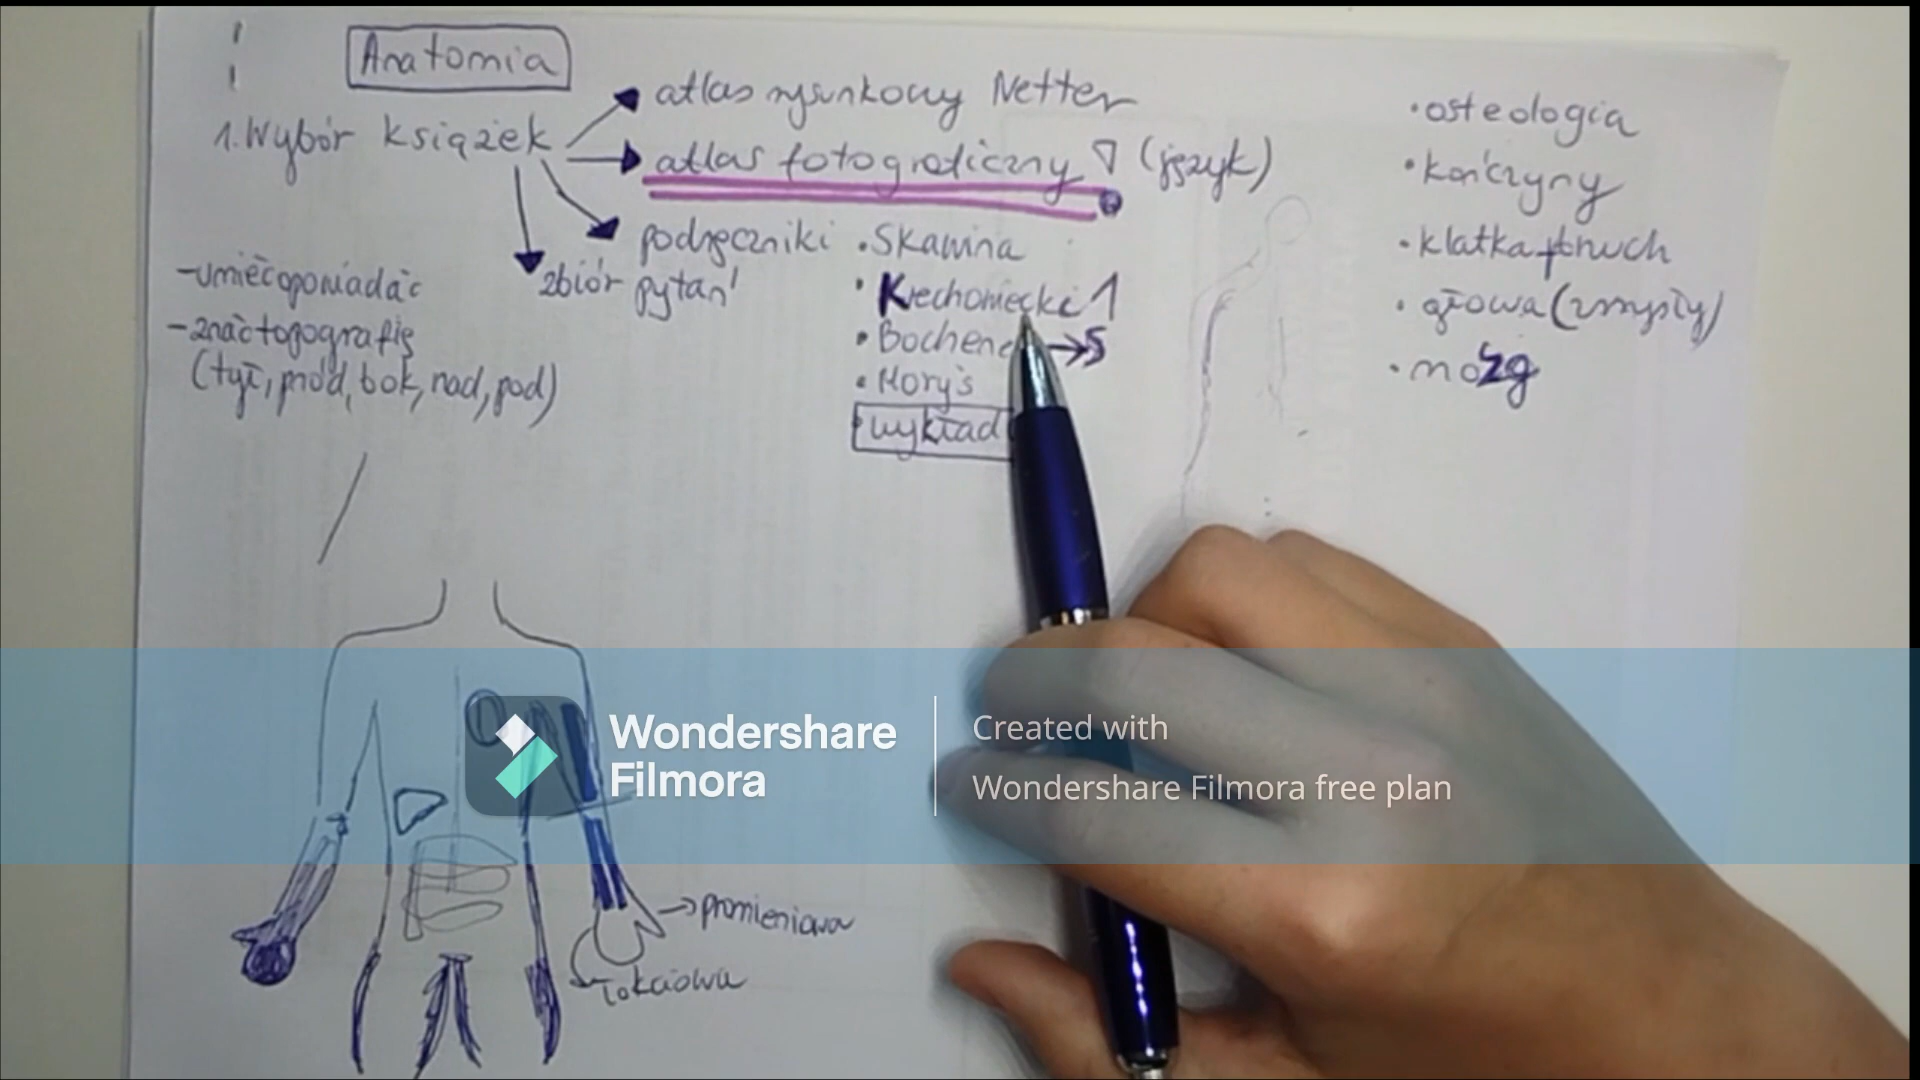 Anatomia
1. Wybór książek
atlas rysunkowy Netter
atlas fotograficzny (język)
podręczniki
• Skawina
• Krechowiecki 1
• Bochene →5
• Moryś
• wykład
zbiór pytań
- umieć opowiadać
- znać topografię
(tył, przód, bok, nad, pod)
• osteologia
• kończyny
• klatka + brzuch
• głowa (zmysły)
• mózg
Wondershare
Filmora
Created with
Wondershare Filmora free plan
→ promieniowa
łokciowa